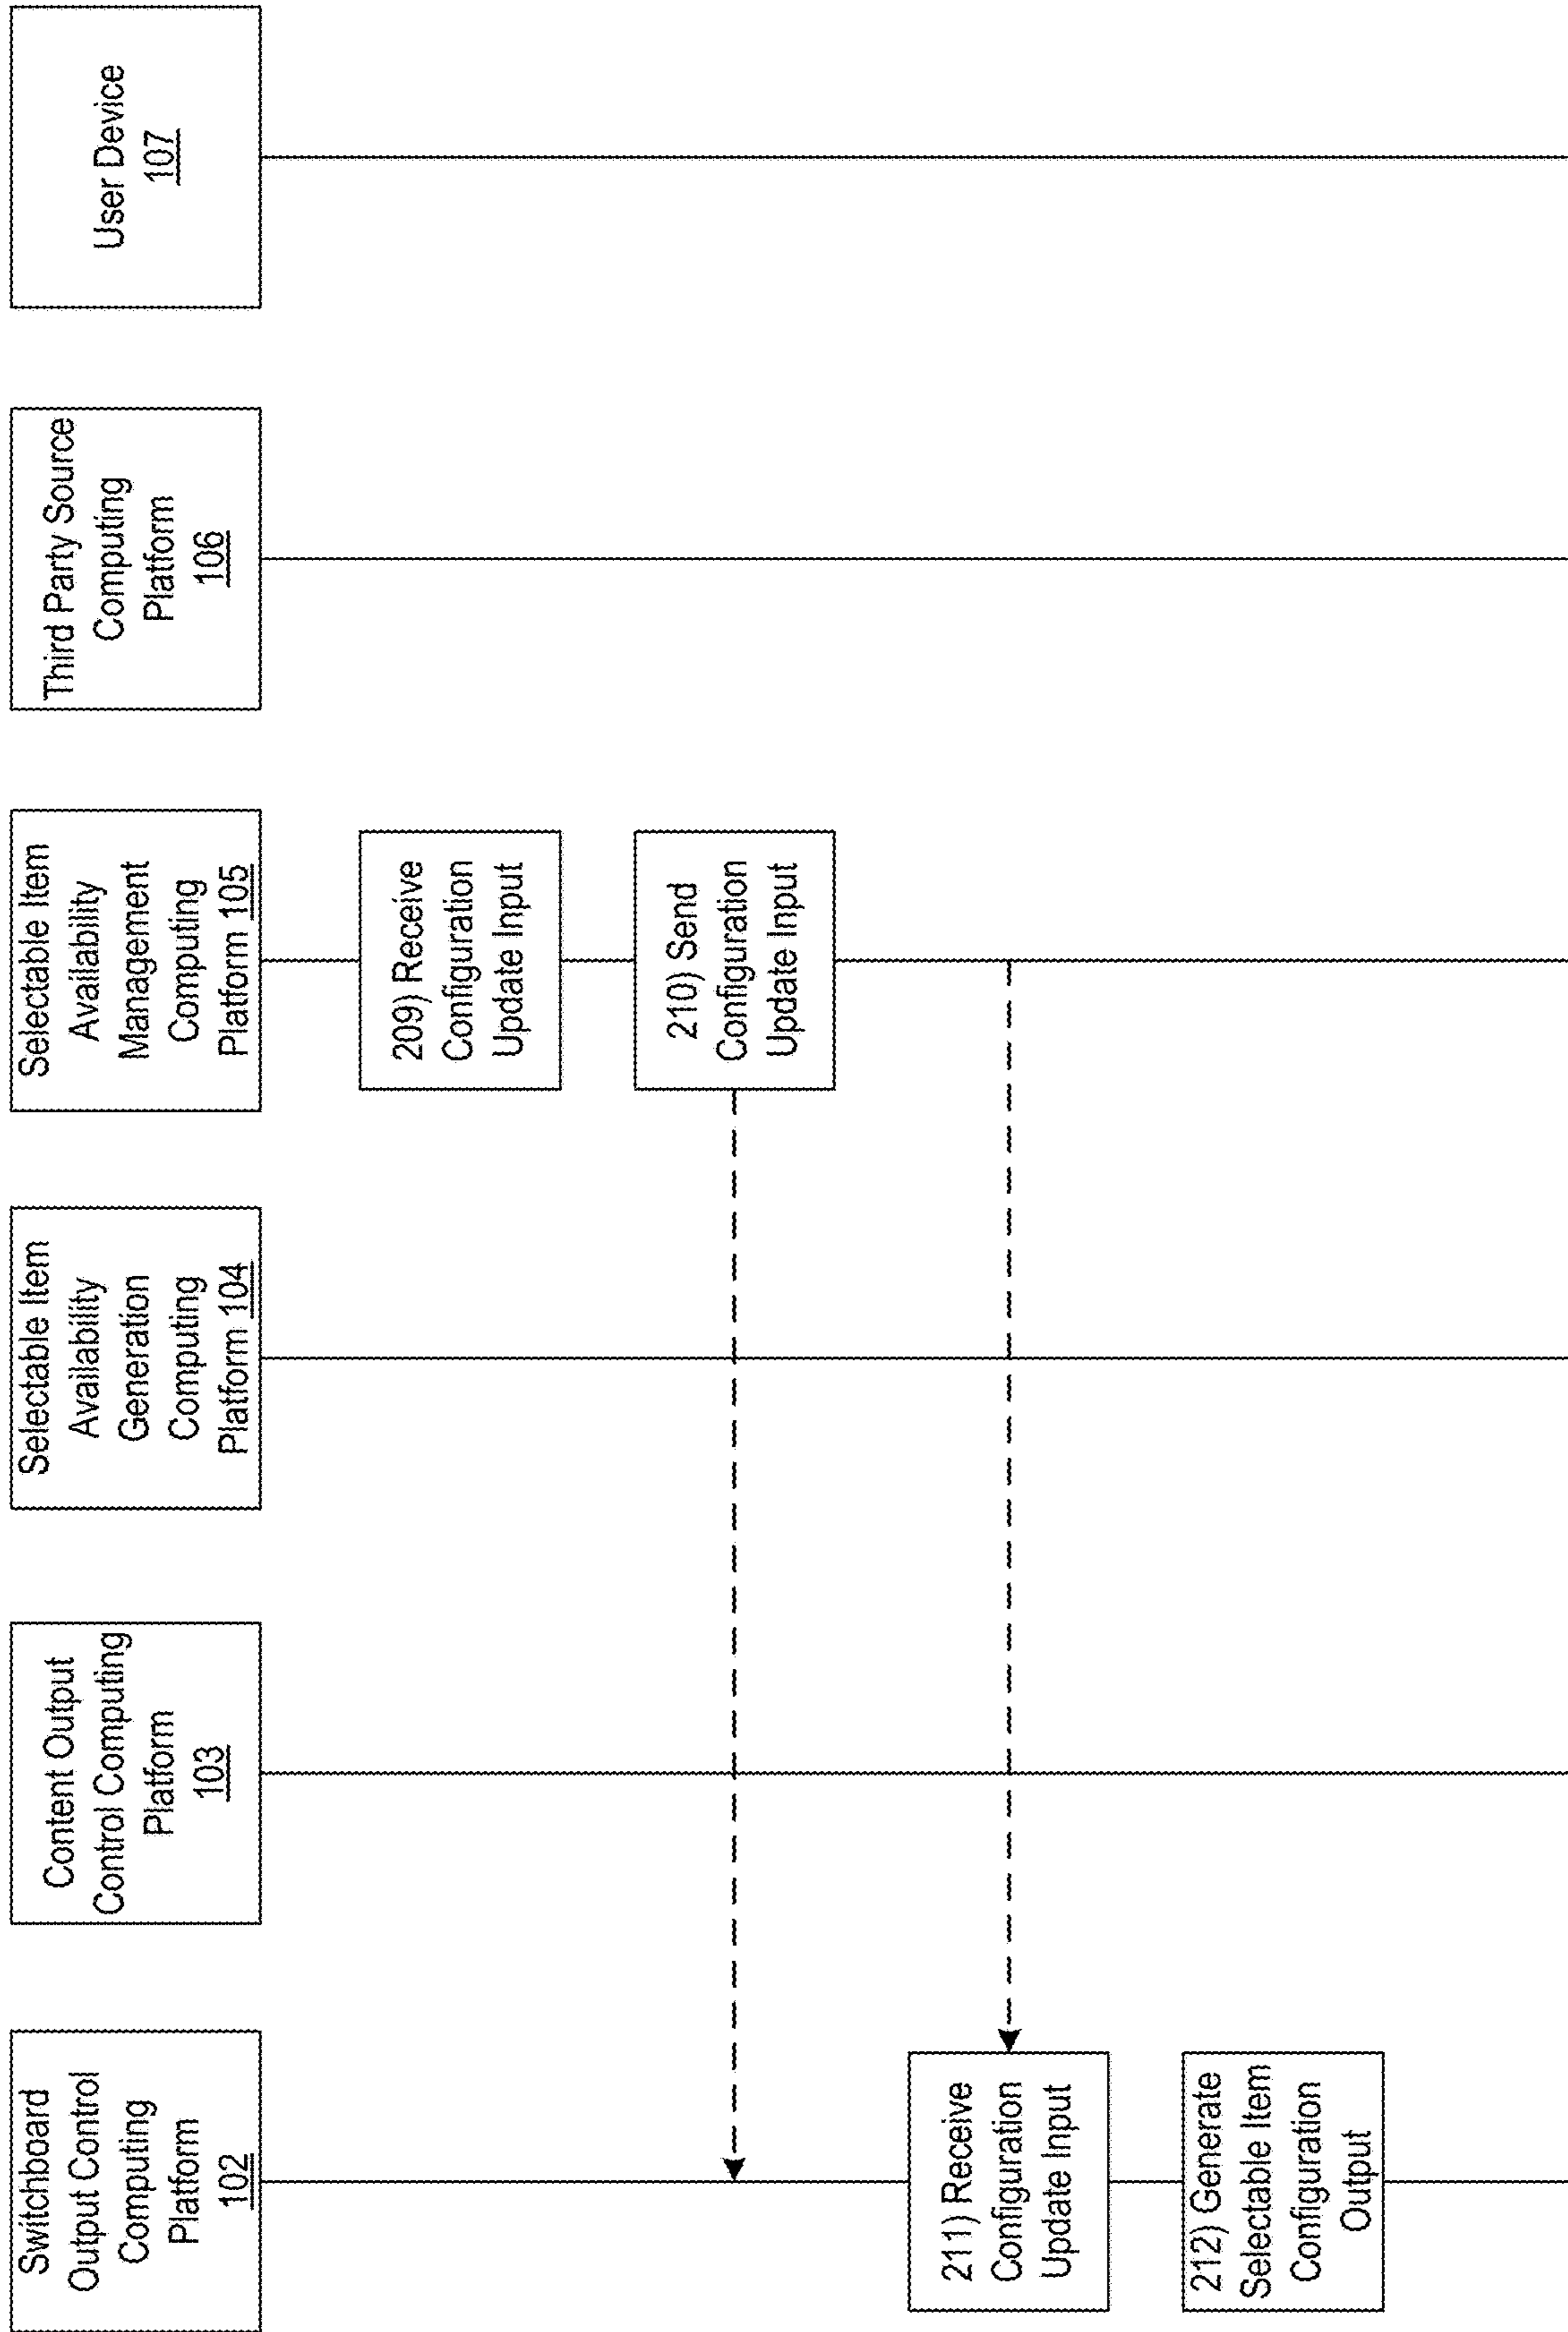 Switchboard
Output Control
Computing
Platform
102
Content Output
Control Computing
Platform
103
Selectable Item
Availability
Generation
Computing
Platform 104
Selectable Item
Availability
Management
Computing
Platform 105
Third Party Source
Computing
Platform
106
User Device
107
209) Receive
Configuration
Update Input
210) Send
Configuration
Update Input
211) Receive
Configuration
Update Input
212) Generate
Selectable Item
Configuration
Output